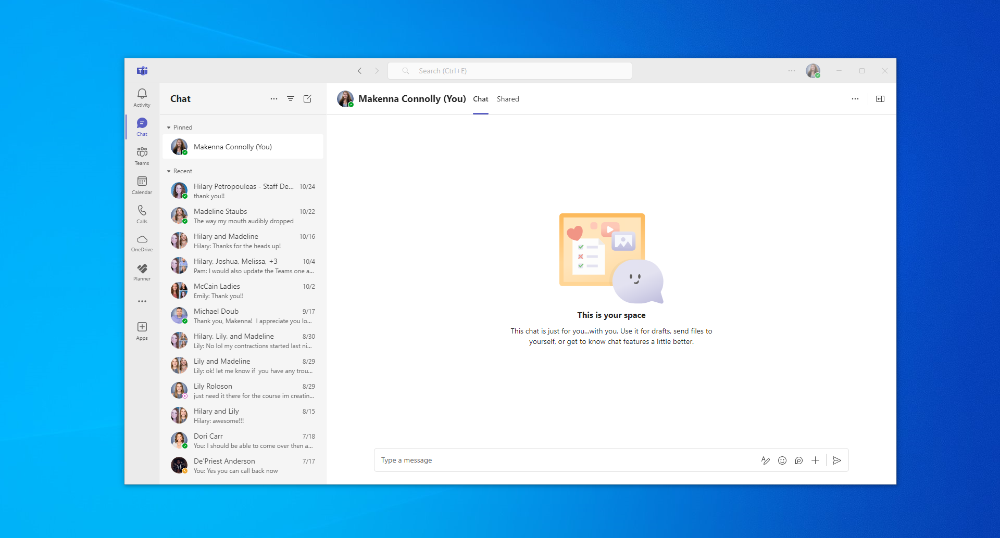 Search (Ctrl+E)
Activity
Chat
Teams
Calendar
Calls
OneDrive
Planner
Apps
Chat
Pinned
Makenna Connolly (You)
Recent
Hilary Petropouleas - Staff De... 10/24
thank you!!
Madeline Staubs 10/22
The way my mouth audibly dropped
Hilary and Madeline 10/16
Hilary: Thanks for the heads up!
Hilary, Joshua, Melissa, +3 10/4
Pam: I would also update the Teams one a...
McCain Ladies 10/2
Emily: Thank you!!
Michael Doub 9/17
Thank you, Makenna!  I appreciate you lo...
Hilary, Lily, and Madeline 8/30
Lily: No lol my contractions started last ni...
Lily and Madeline 8/29
Lily: ok! let me know if  you have any trou...
Lily Roloson 8/29
just need it there for the course im creatin...
Hilary and Lily 8/15
Hilary: awesome!!!
Dori Carr 7/18
You: I should be able to come over then a...
De'Priest Anderson 7/17
You: Yes you can call back now
Makenna Connolly (You) Chat Shared
This is your space
This chat is just for you...with you. Use it for drafts, send files to
yourself, or get to know chat features a little better.
Type a message